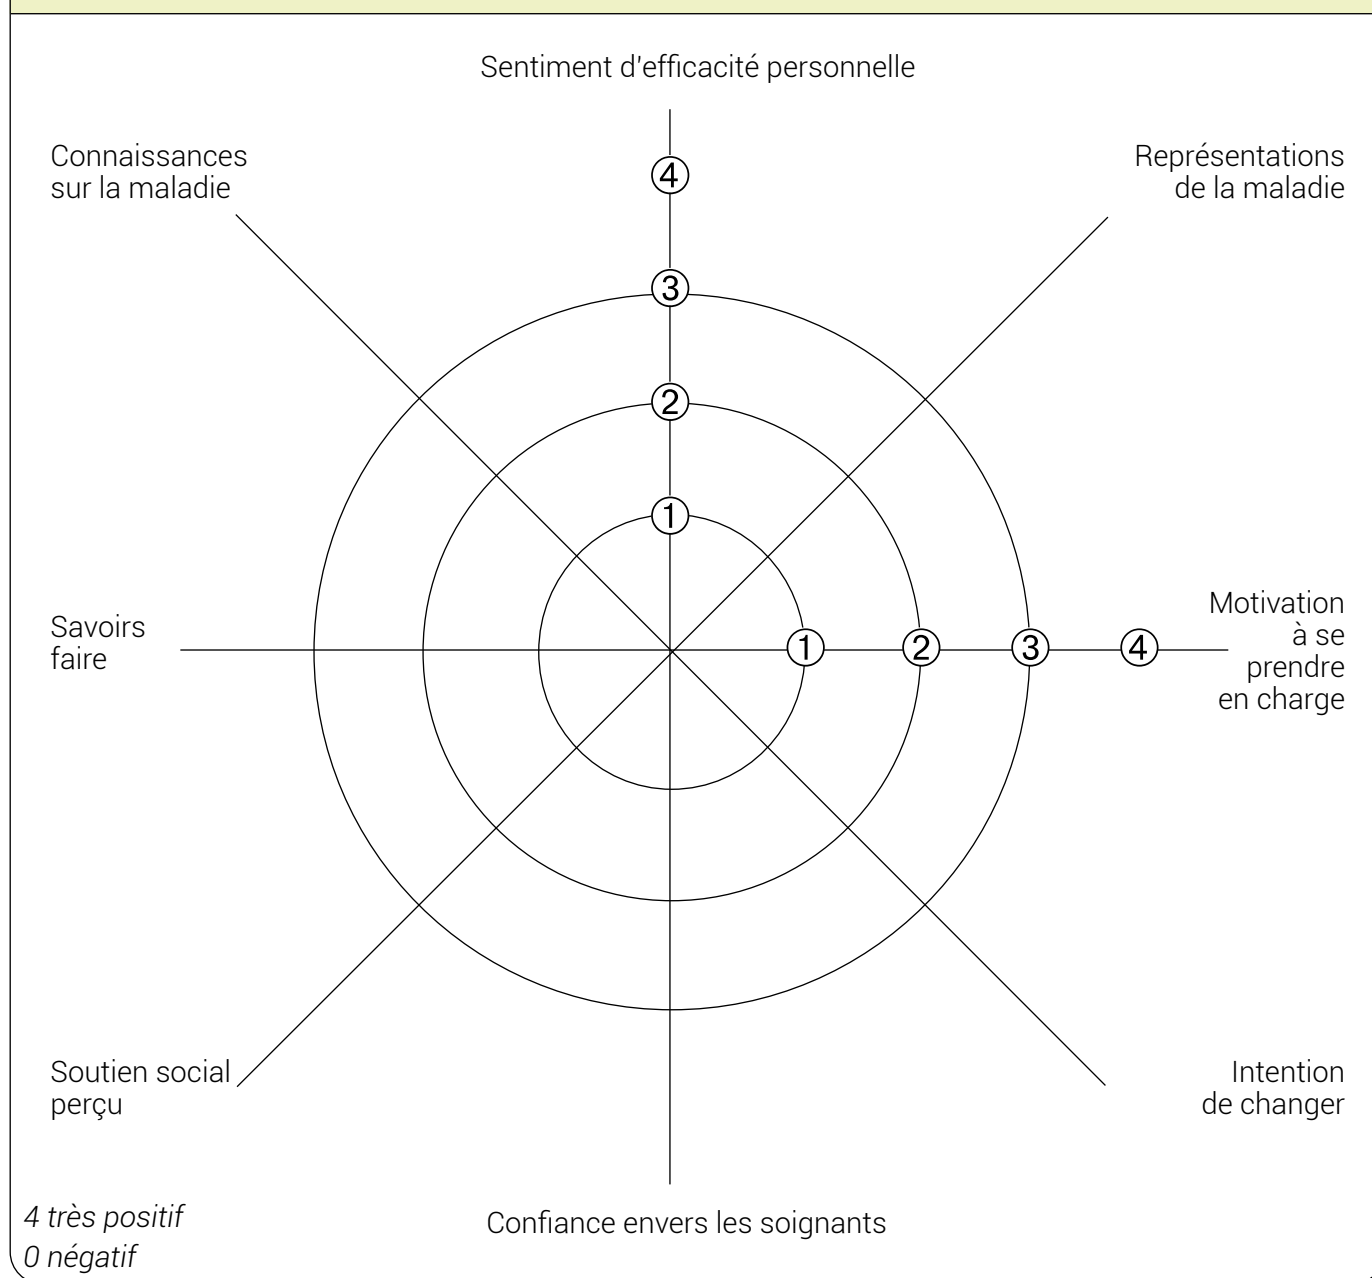 Sentiment d'efficacité personnelle
Connaissances
sur la maladie
Représentations
de la maladie
4
3
2
1
Savoirs
faire
1 2 3 4
Motivation
à se
prendre
en charge
Soutien social
perçu
Intention
de changer
Confiance envers les soignants
4 très positif
0 négatif